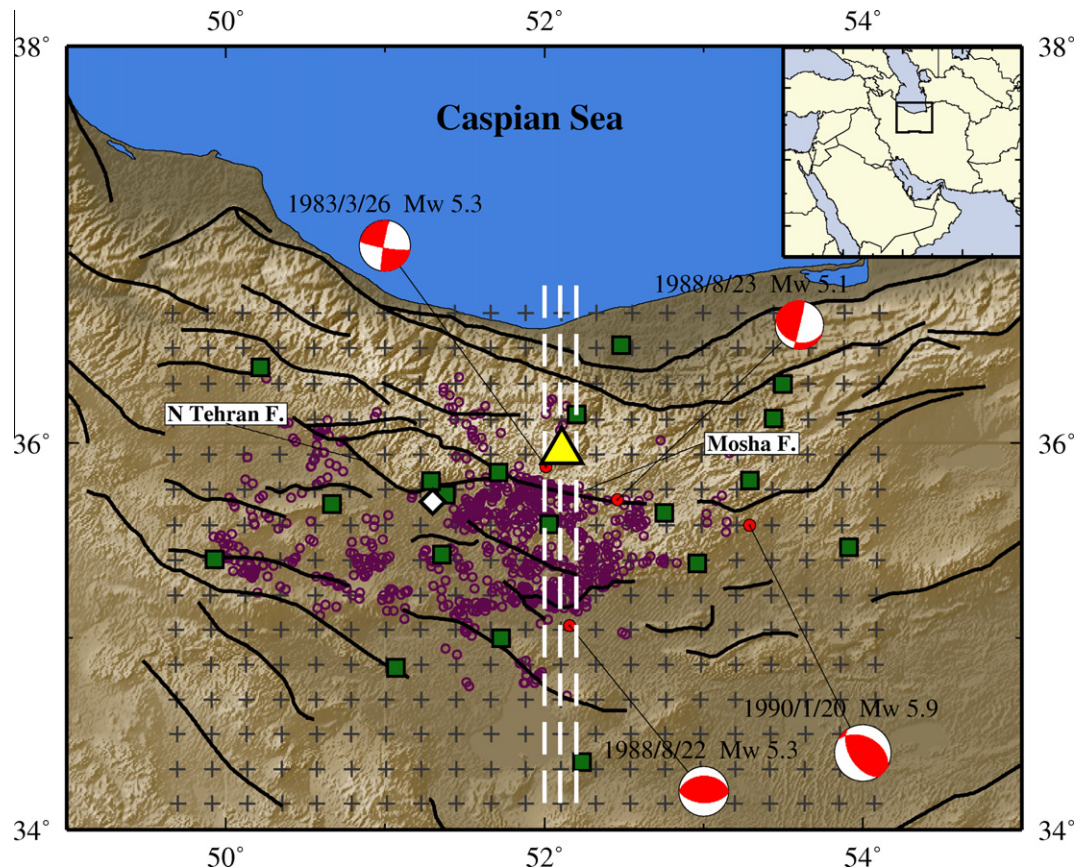 50° 52° 54°
38° 38°
Caspian Sea
1983/3/26 Mw 5.3
1988/8/23 Mw 5.1
N Tehran F.
36° 36°
Mosha F.
1990/1/20 Mw 5.9
1988/8/22 Mw 5.3
34° 34°
50° 52° 54°